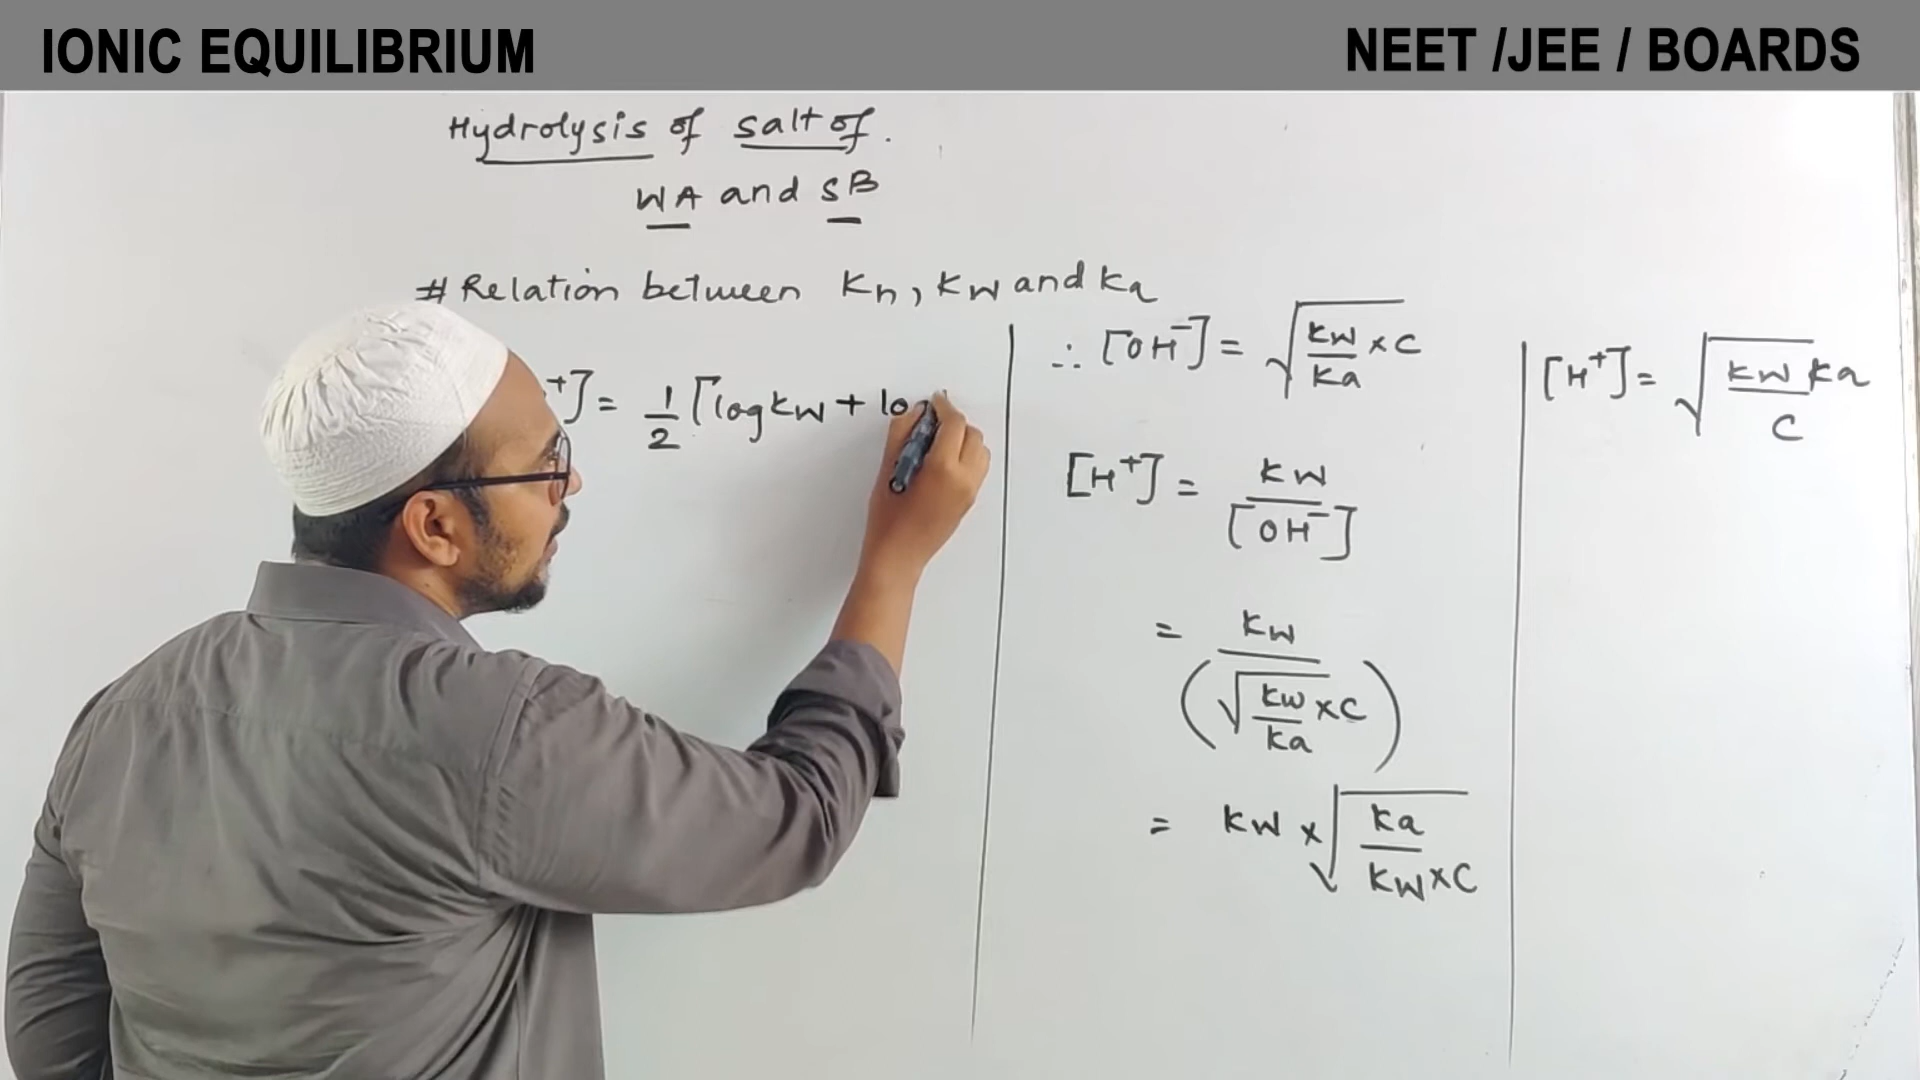 IONIC EQUILIBRIUM
NEET /JEE / BOARDS
Hydrolysis of salt of.
WA and SB
# Relation between Kh, Kw and Ka
+] = 1/2 [log Kw + lo
∴ [OH⁻] = √(Kw/Ka × C)
[H⁺] = Kw/[OH⁻]
= Kw/(√(Kw/Ka × C))
= Kw × √(Ka/(Kw × C))
[H⁺] = √(Kw Ka/C)